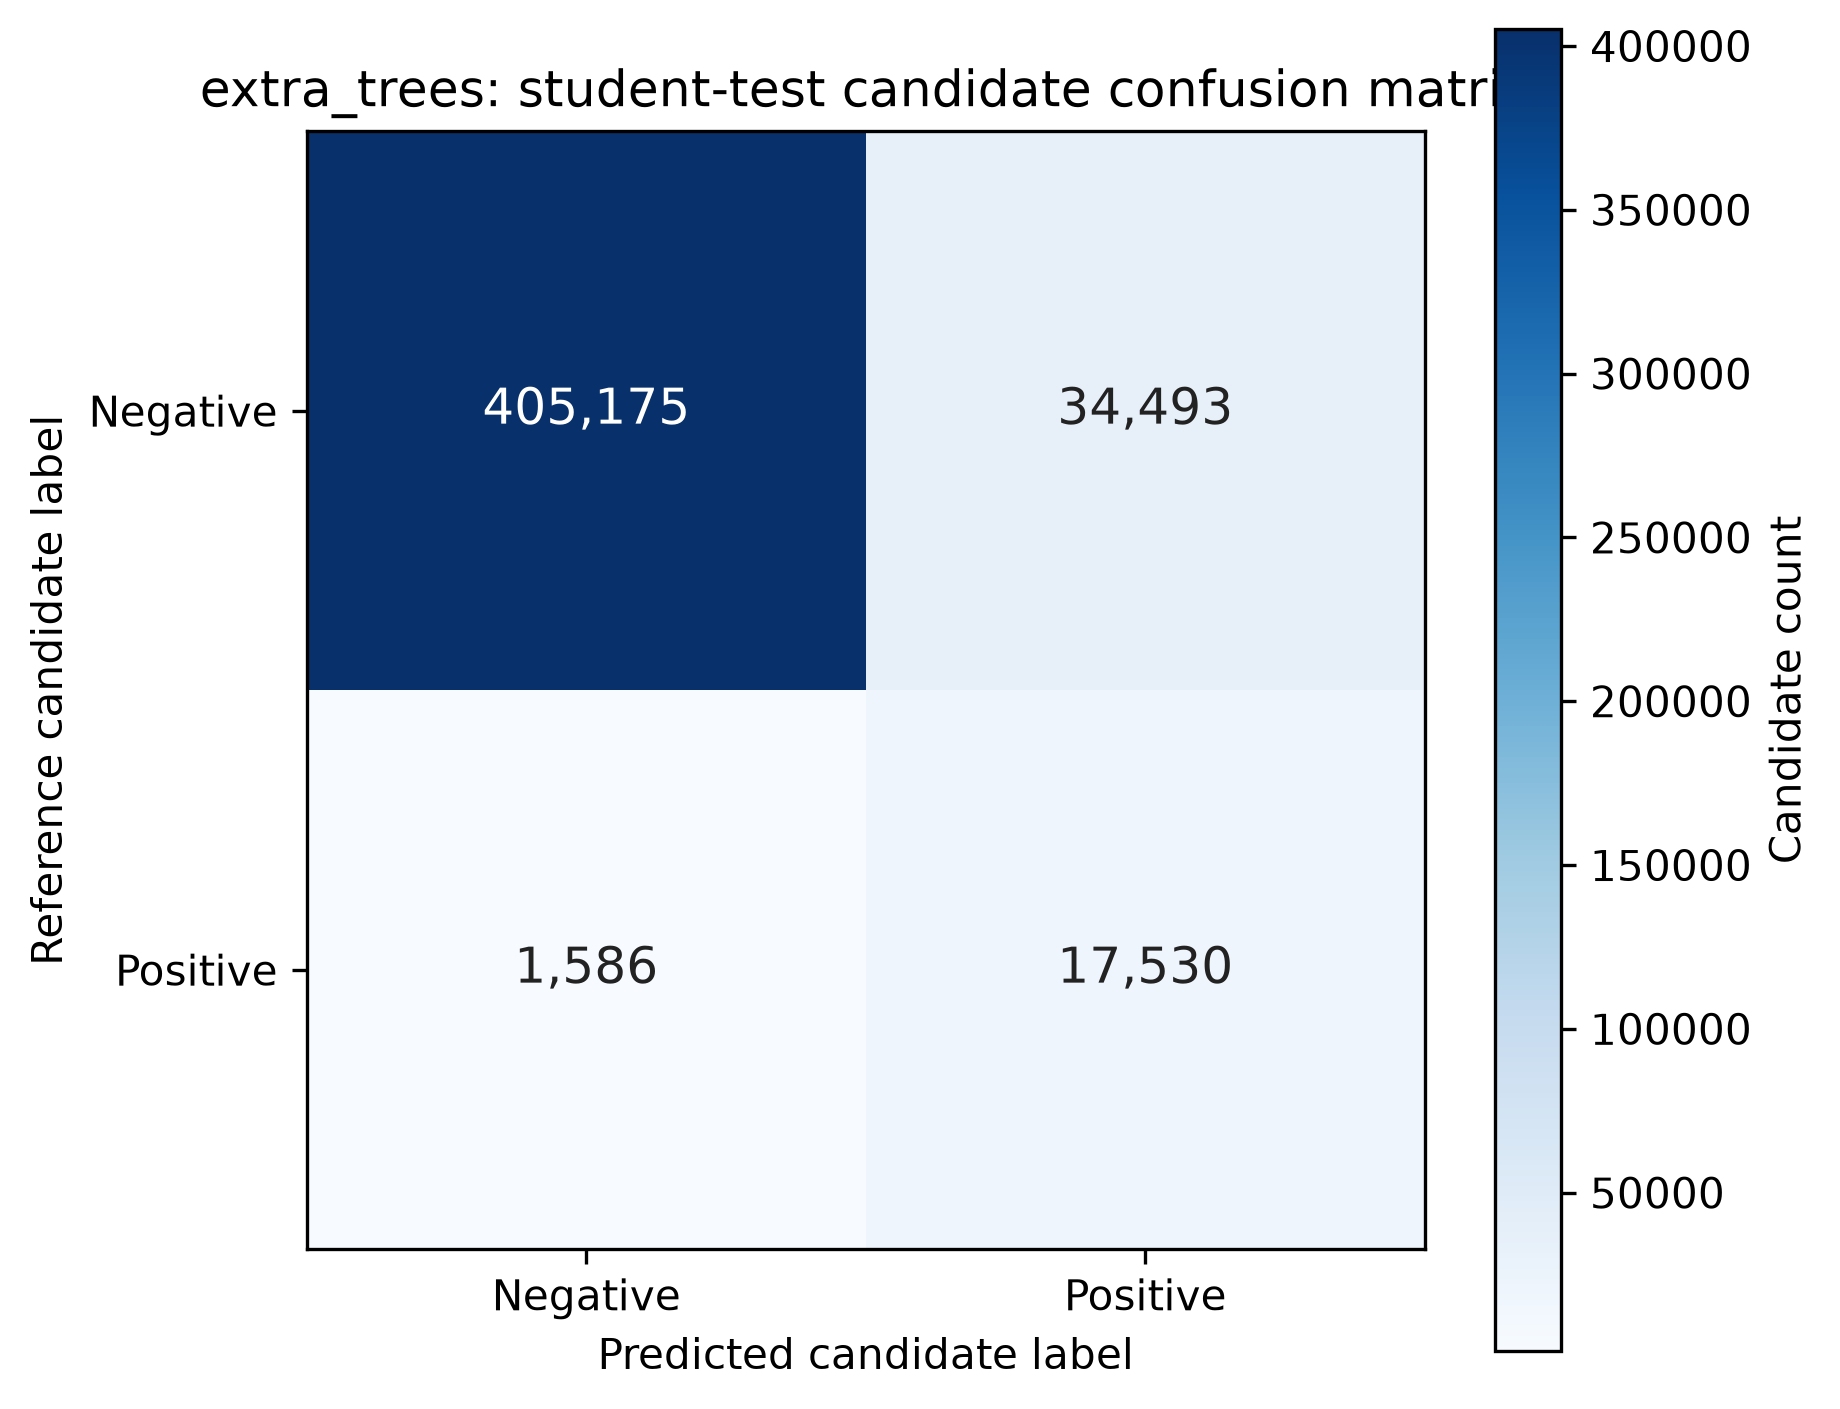 extra_trees: student-test candidate confusion matri
400000
350000
300000
250000
200000
150000
100000
50000
Candidate count
Reference candidate label
Negative
405,175
34,493
Positive
1,586
17,530
Negative
Positive
Predicted candidate label